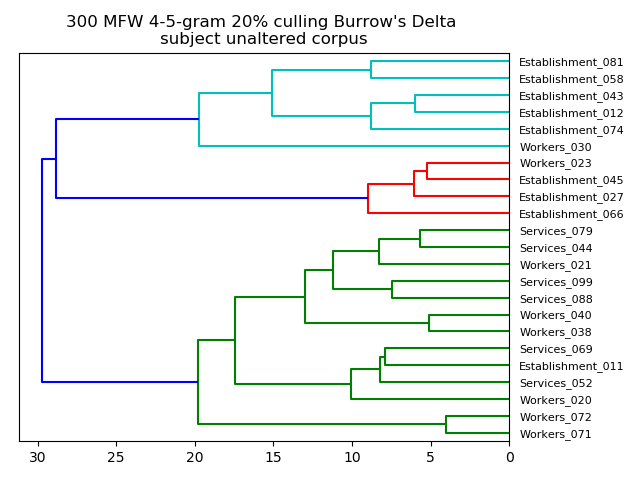 300 MFW 4-5-gram 20% culling Burrow's Delta
subject unaltered corpus
Establishment_081
Establishment_058
Establishment_043
Establishment_012
Establishment_074
Workers_030
Workers_023
Establishment_045
Establishment_027
Establishment_066
Services_079
Services_044
Workers_021
Services_099
Services_088
Workers_040
Workers_038
Services_069
Establishment_011
Services_052
Workers_020
Workers_072
Workers_071
30 25 20 15 10 5 0